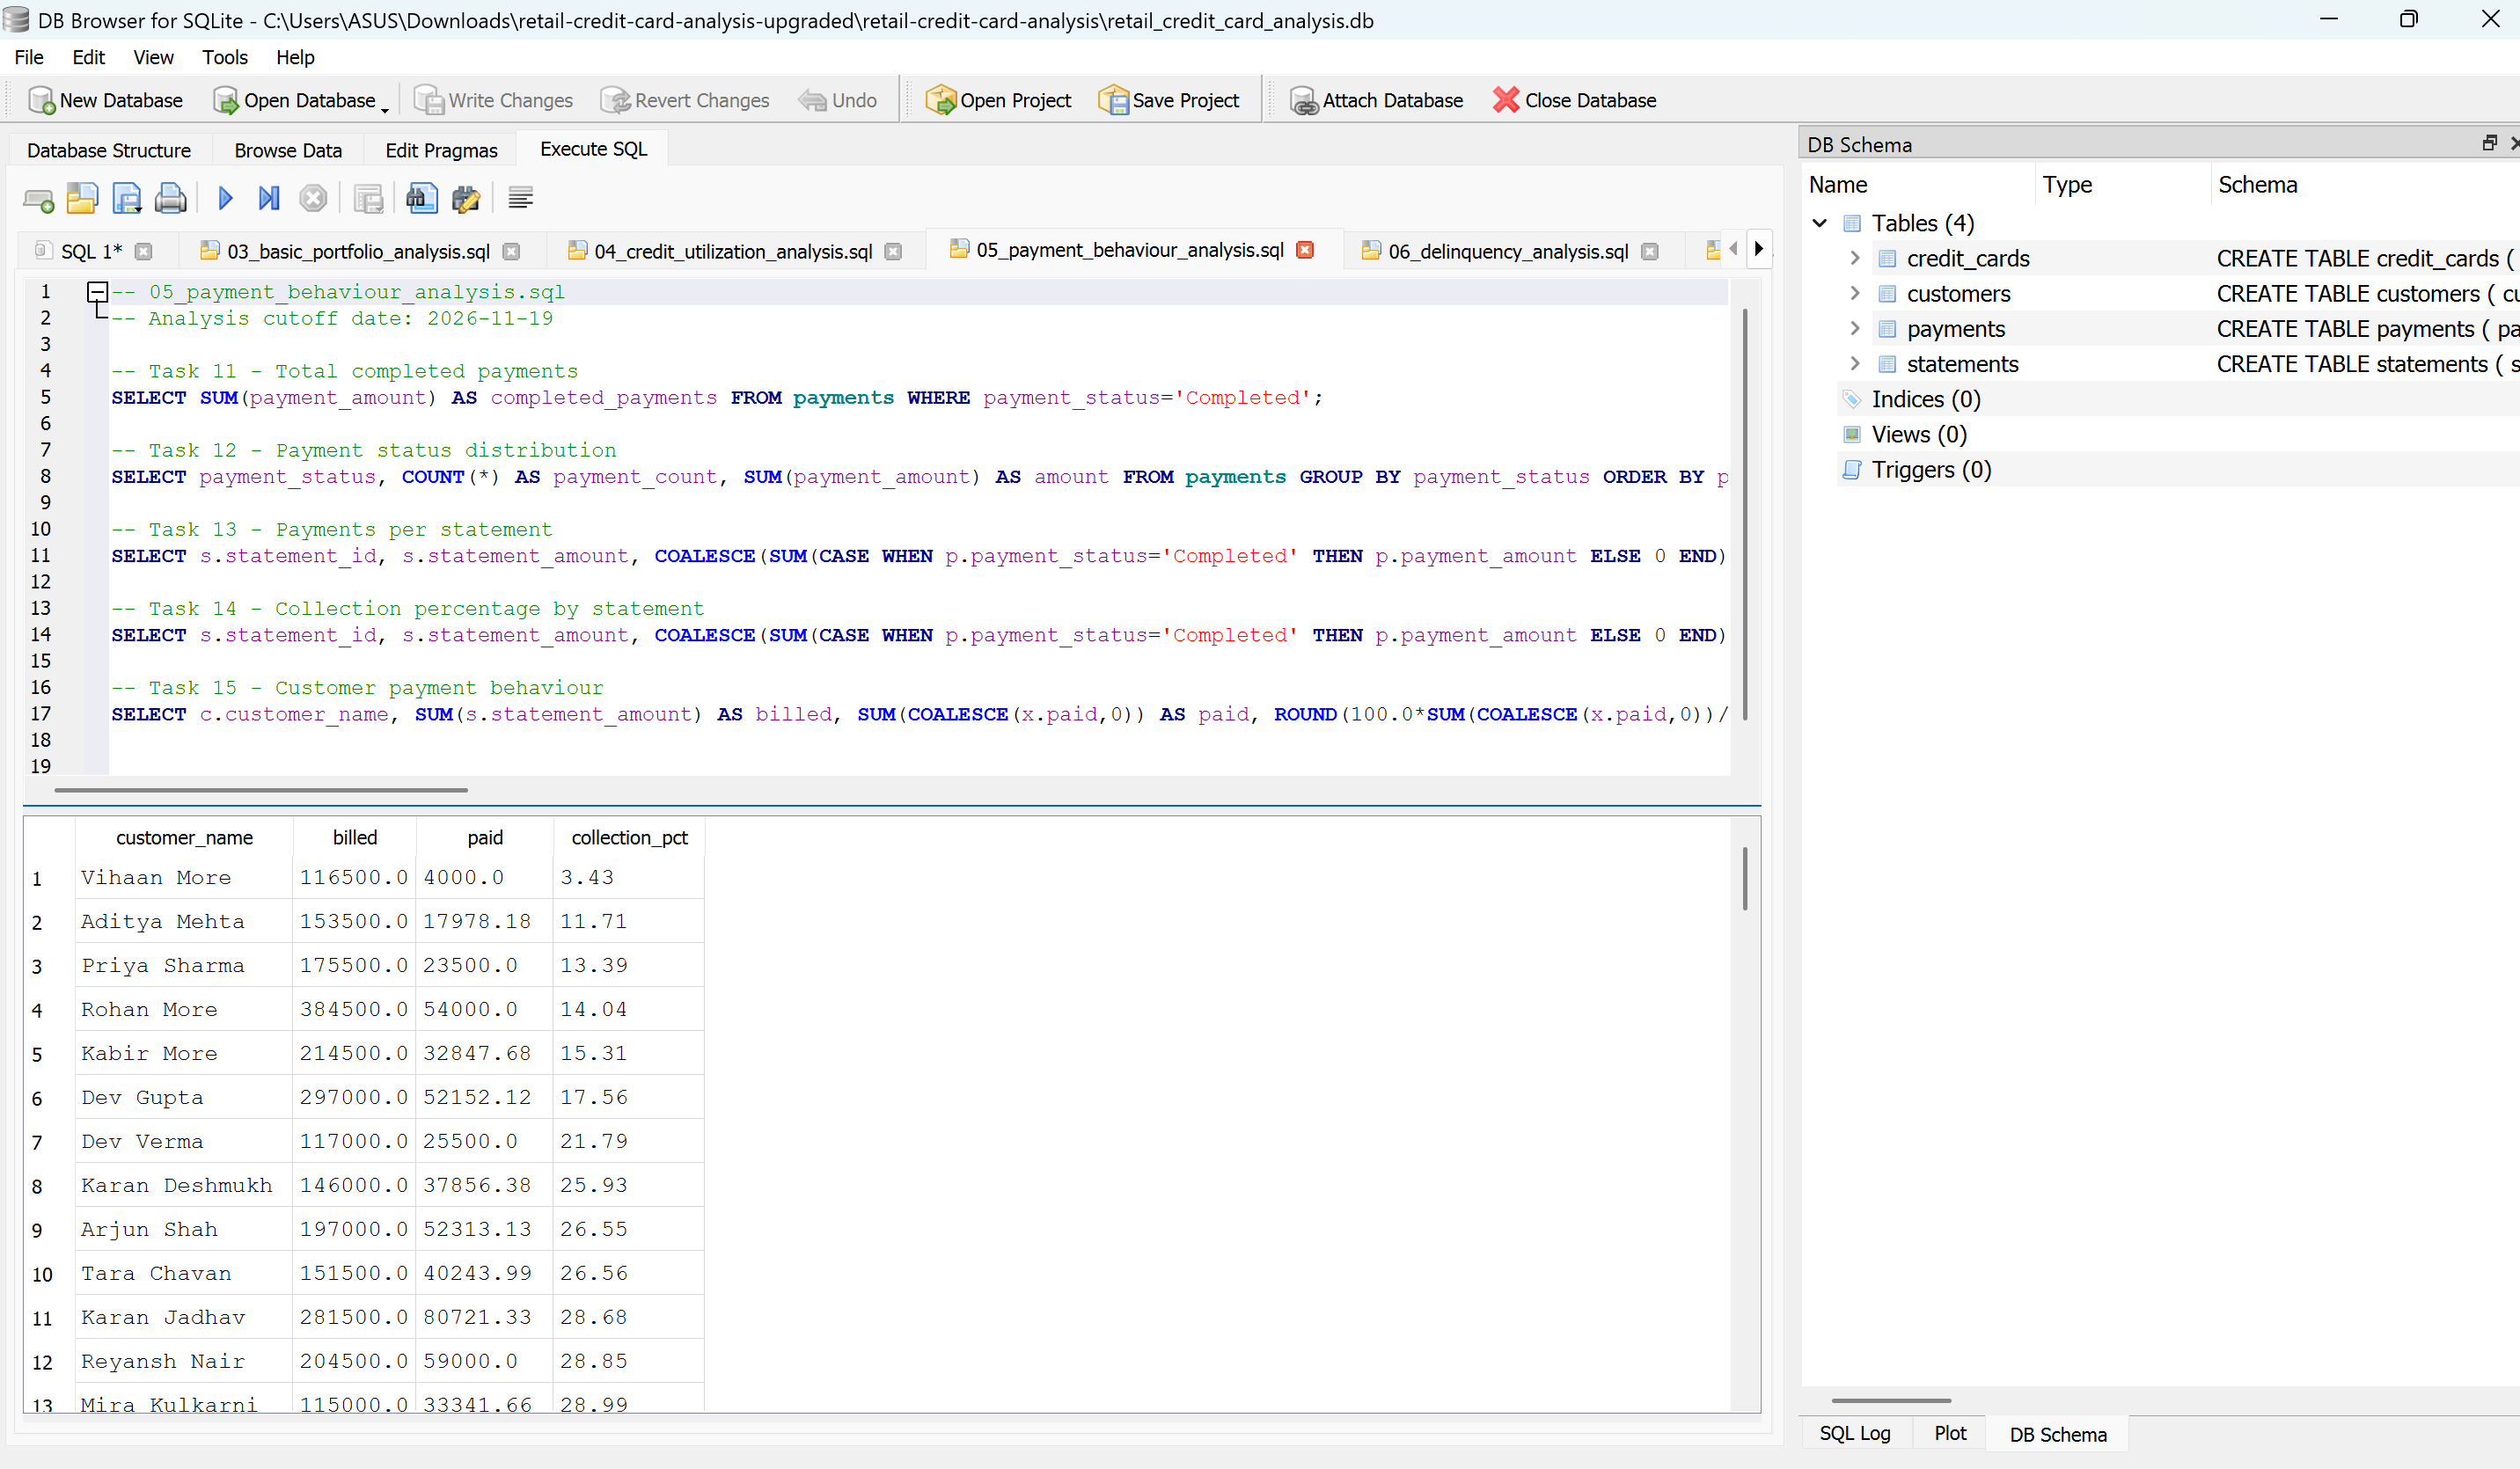 DB Browser for SQLite - C:\Users\ASUS\Downloads\retail-credit-card-analysis-upgraded\retail-credit-card-analysis\retail_credit_card_analysis.db
File Edit View Tools Help
New Database Open Database Write Changes Revert Changes Undo Open Project Save Project Attach Database Close Database
Database Structure Browse Data Edit Pragmas Execute SQL
SQL 1* 03_basic_portfolio_analysis.sql 04_credit_utilization_analysis.sql 05_payment_behaviour_analysis.sql 06_delinquency_analysis.sql
1 -- 05_payment_behaviour_analysis.sql
2 -- Analysis cutoff date: 2026-11-19
3
4 -- Task 11 - Total completed payments
5 SELECT SUM(payment_amount) AS completed_payments FROM payments WHERE payment_status='Completed';
6
7 -- Task 12 - Payment status distribution
8 SELECT payment_status, COUNT(*) AS payment_count, SUM(payment_amount) AS amount FROM payments GROUP BY payment_status ORDER BY p
9
10 -- Task 13 - Payments per statement
11 SELECT s.statement_id, s.statement_amount, COALESCE(SUM(CASE WHEN p.payment_status='Completed' THEN p.payment_amount ELSE 0 END)
12
13 -- Task 14 - Collection percentage by statement
14 SELECT s.statement_id, s.statement_amount, COALESCE(SUM(CASE WHEN p.payment_status='Completed' THEN p.payment_amount ELSE 0 END)
15
16 -- Task 15 - Customer payment behaviour
17 SELECT c.customer_name, SUM(s.statement_amount) AS billed, SUM(COALESCE(x.paid,0)) AS paid, ROUND(100.0*SUM(COALESCE(x.paid,0))/
18
19
customer_name billed paid collection_pct
1 Vihaan More 116500.0 4000.0 3.43
2 Aditya Mehta 153500.0 17978.18 11.71
3 Priya Sharma 175500.0 23500.0 13.39
4 Rohan More 384500.0 54000.0 14.04
5 Kabir More 214500.0 32847.68 15.31
6 Dev Gupta 297000.0 52152.12 17.56
7 Dev Verma 117000.0 25500.0 21.79
8 Karan Deshmukh 146000.0 37856.38 25.93
9 Arjun Shah 197000.0 52313.13 26.55
10 Tara Chavan 151500.0 40243.99 26.56
11 Karan Jadhav 281500.0 80721.33 28.68
12 Reyansh Nair 204500.0 59000.0 28.85
13 Mira Kulkarni 115000.0 33341.66 28.99
DB Schema
Name Type Schema
Tables (4)
credit_cards CREATE TABLE credit_cards (
customers CREATE TABLE customers ( cu
payments CREATE TABLE payments ( pa
statements CREATE TABLE statements ( s
Indices (0)
Views (0)
Triggers (0)
SQL Log Plot DB Schema